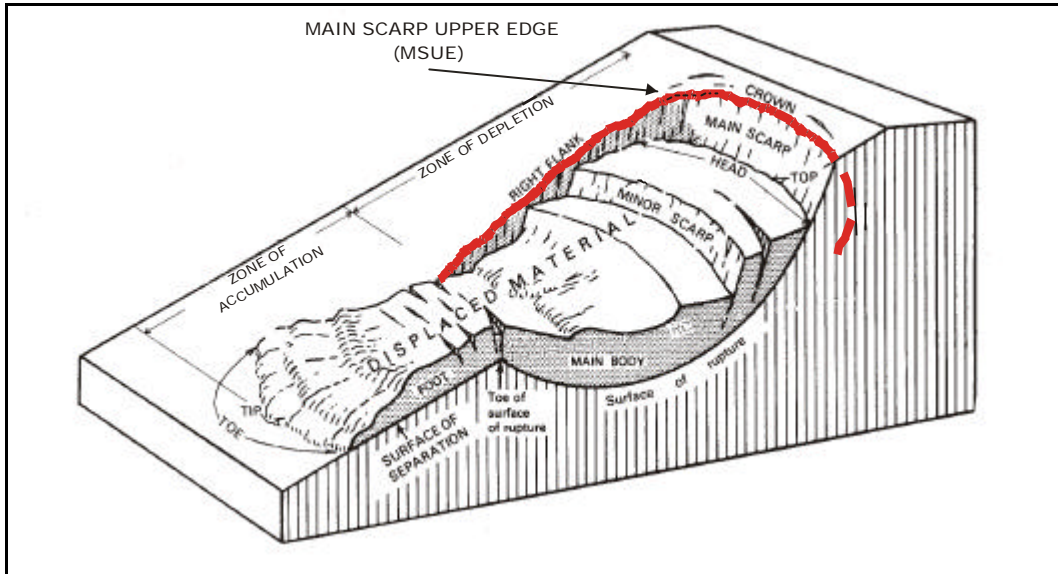 MAIN SCARP UPPER EDGE
(MSUE)
CROWN
MAIN SCARP
ZONE OF DEPLETION
RIGHT FLANK
HEAD
TOP
MINOR SCARP
ZONE OF
ACCUMULATION
DISPLACED MATERIAL
MAIN BODY
FOOT
Surface of rupture
Toe of
surface
of rupture
TIP
TOE
SURFACE OF
SEPARATION